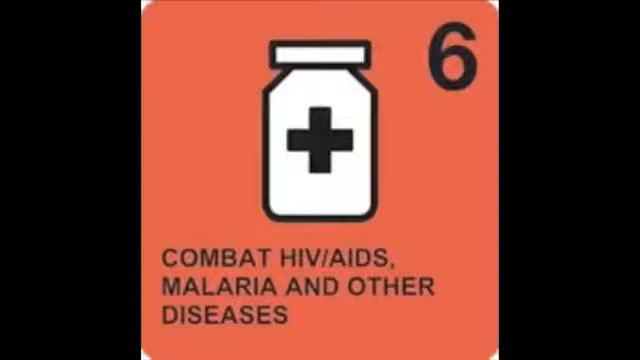 6
COMBAT HIV/AIDS,
MALARIA AND OTHER
DISEASES